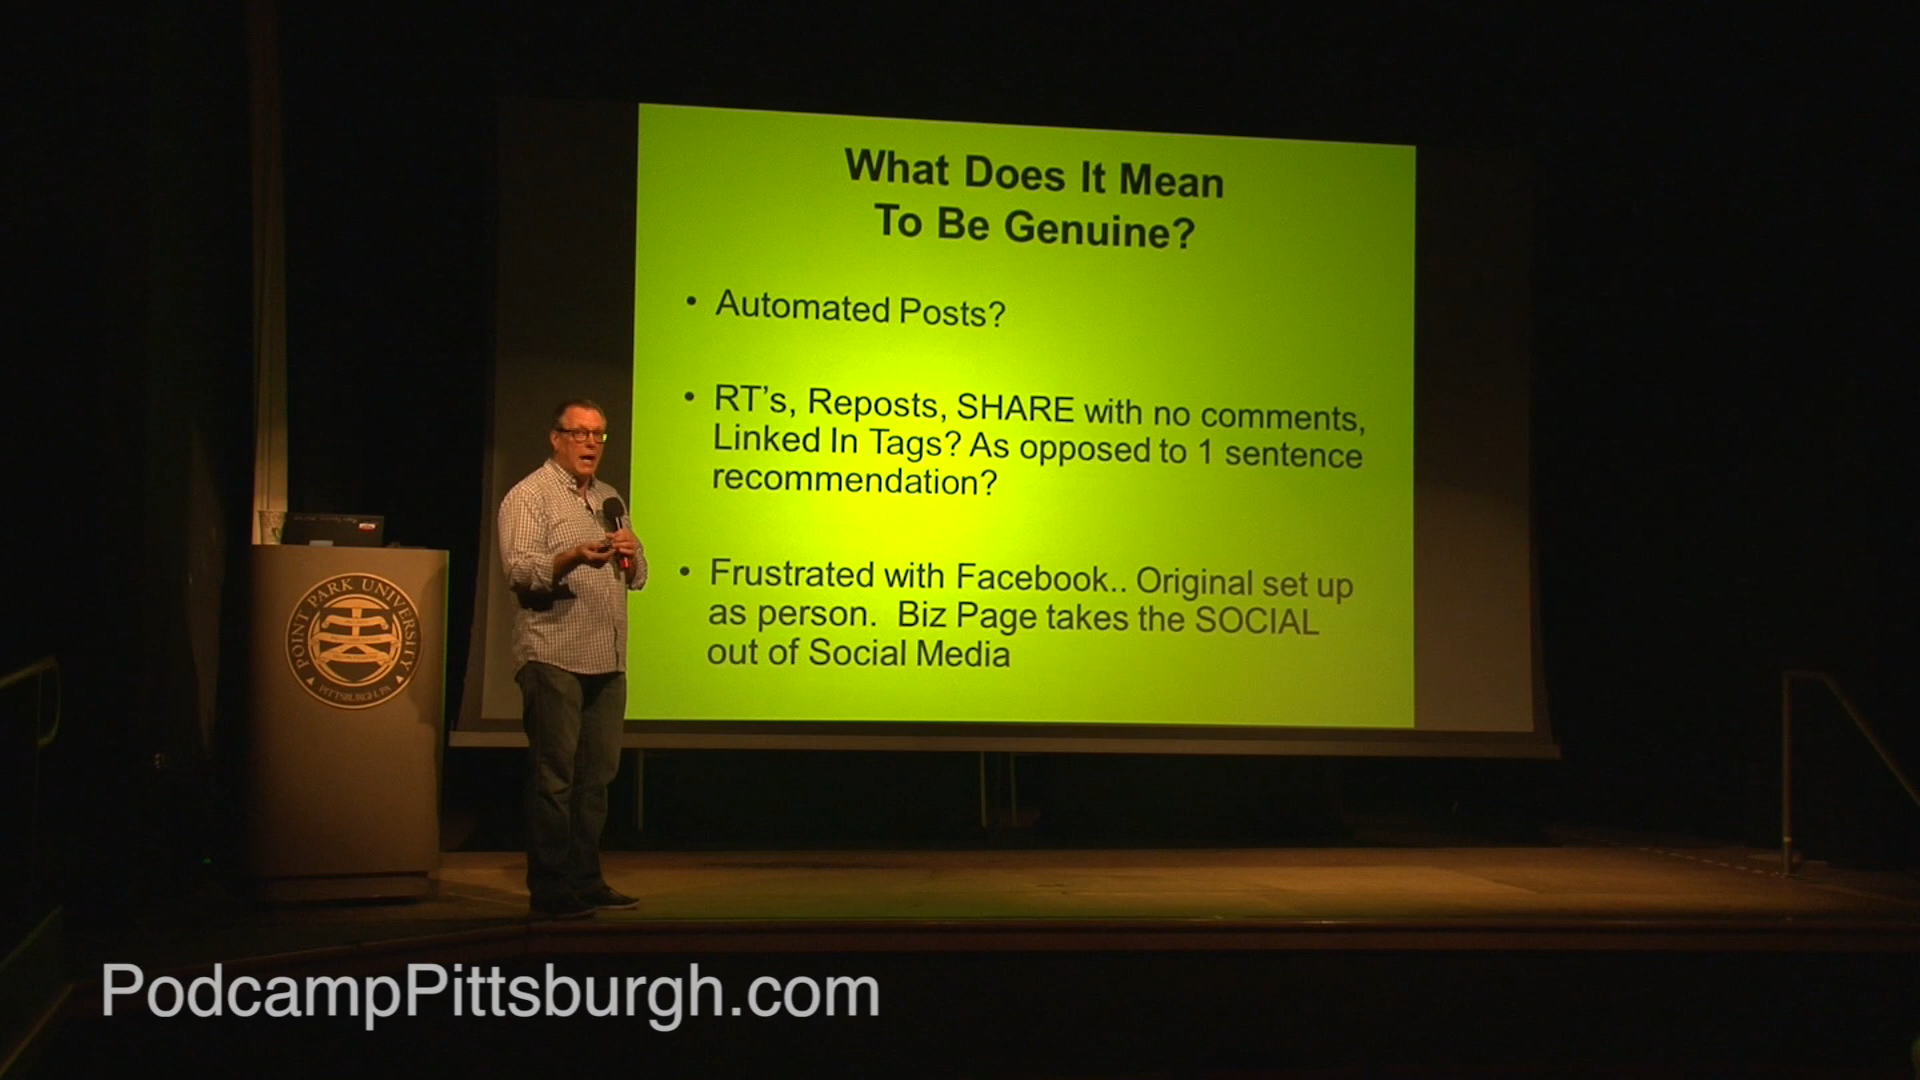 What Does It Mean
To Be Genuine?
• Automated Posts?
• RT's, Reposts, SHARE with no comments,
Linked In Tags? As opposed to 1 sentence
recommendation?
• Frustrated with Facebook.. Original set up
as person. Biz Page takes the SOCIAL
out of Social Media
POINT PARK UNIVERSITY
PITTSBURGH, PA
PodcampPittsburgh.com